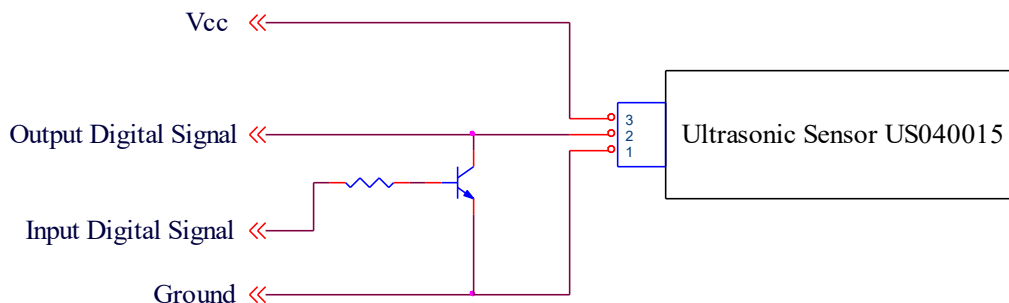 Vcc
3
Output Digital Signal
2
Ultrasonic Sensor US040015
1
Input Digital Signal
Ground